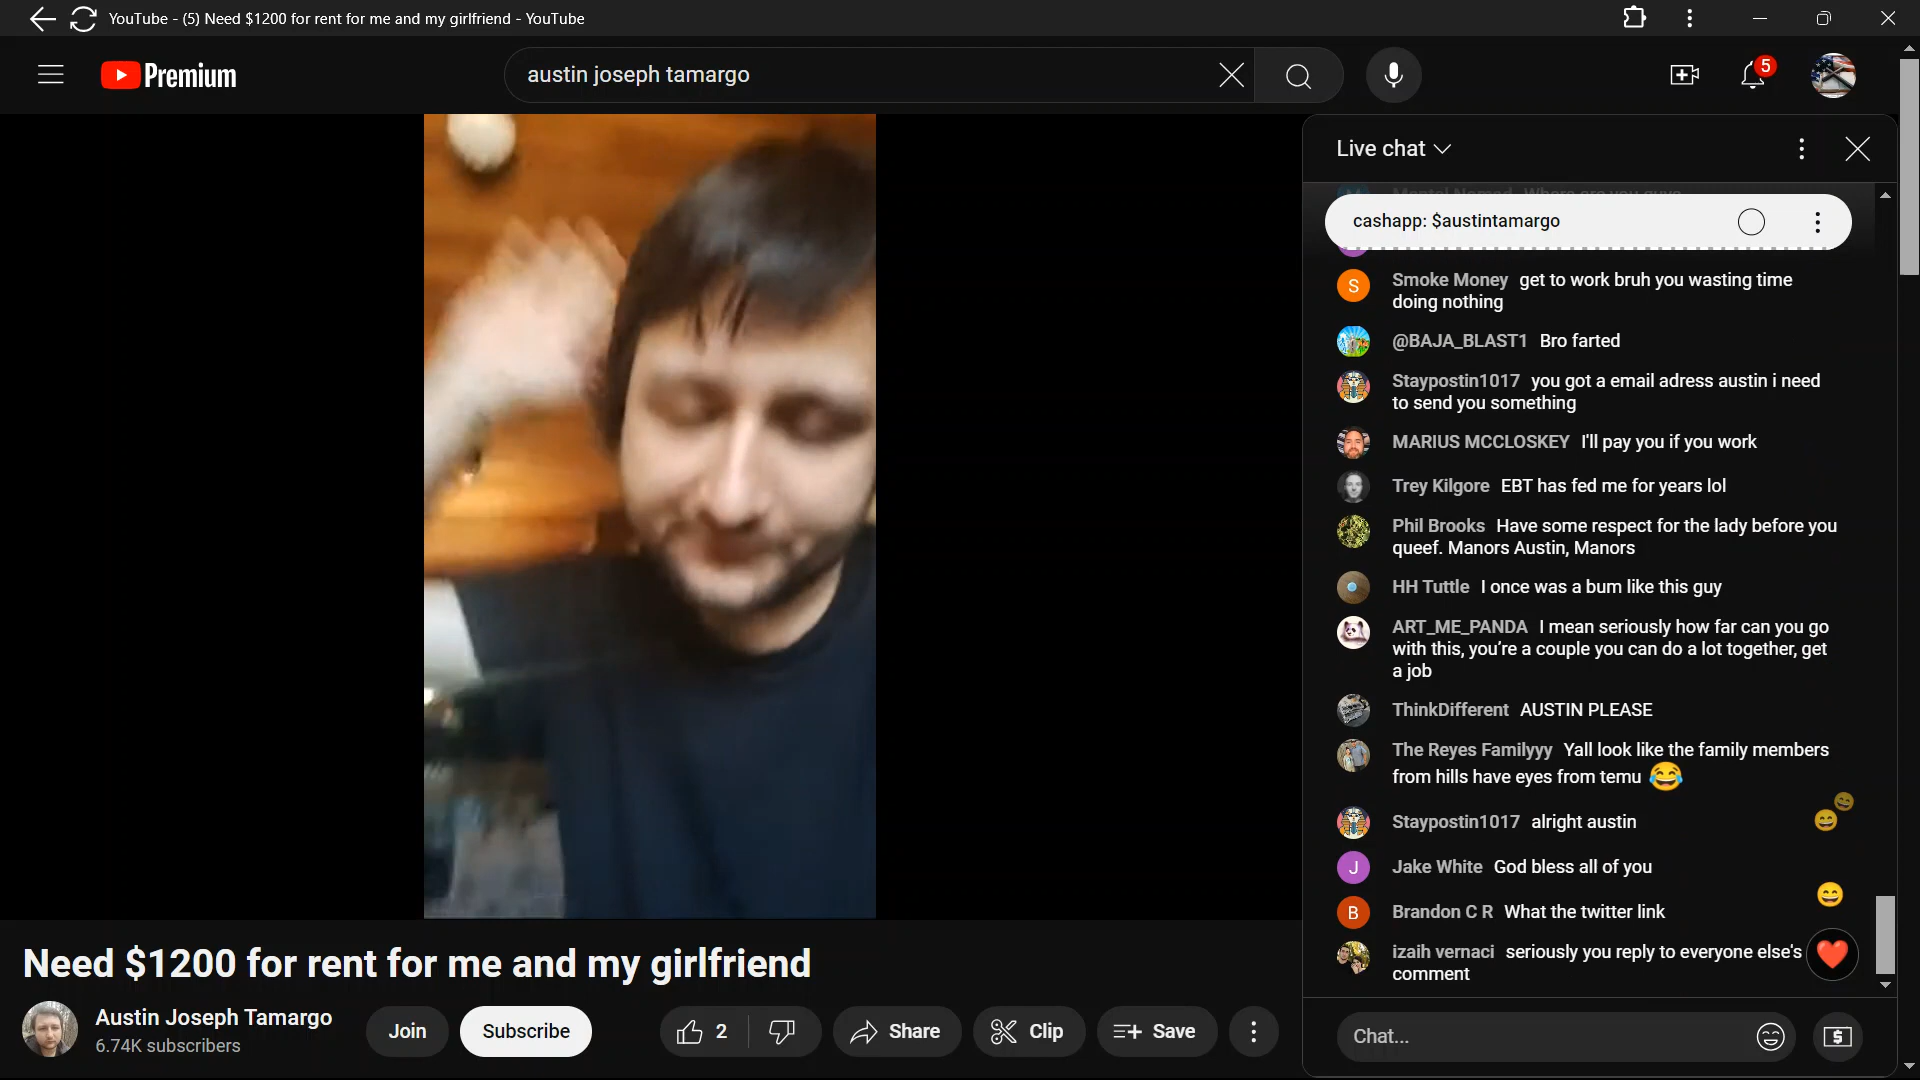 YouTube - (5) Need $1200 for rent for me and my girlfriend - YouTube
Premium
austin joseph tamargo
5
Live chat
cashapp: $austintamargo
S
Smoke Money get to work bruh you wasting time
doing nothing
@BAJA_BLAST1 Bro farted
Staypostin1017 you got a email adress austin i need
to send you something
MARIUS MCCLOSKEY I'll pay you if you work
Trey Kilgore EBT has fed me for years lol
Phil Brooks Have some respect for the lady before you
queef. Manors Austin, Manors
HH Tuttle I once was a bum like this guy
ART_ME_PANDA I mean seriously how far can you go
with this, you're a couple you can do a lot together, get
a job
ThinkDifferent AUSTIN PLEASE
The Reyes Familyyy Yall look like the family members
from hills have eyes from temu 😂
Staypostin1017 alright austin
J
Jake White God bless all of you
B
Brandon C R What the twitter link
izaih vernaci seriously you reply to everyone else's
comment
Chat...
Need $1200 for rent for me and my girlfriend
Austin Joseph Tamargo
6.74K subscribers
Join
Subscribe
2
Share
Clip
Save